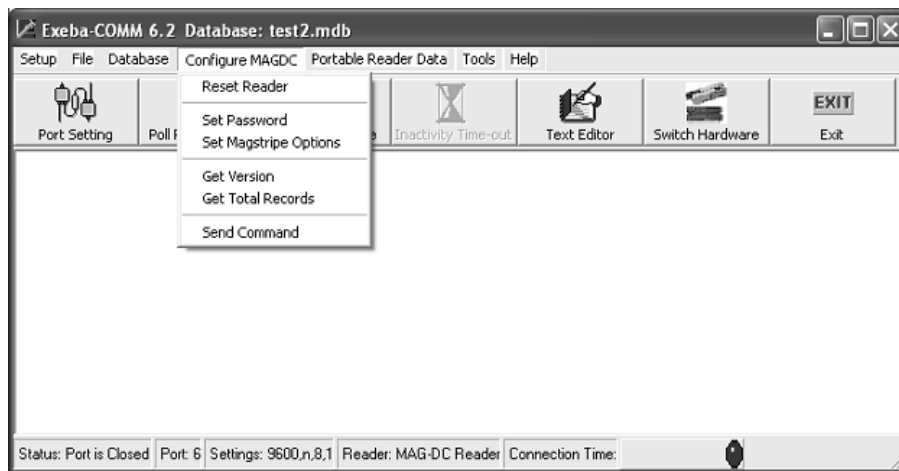 Exeba-COMM 6.2 Database: test2.mdb
Setup File Database Configure MAGDC Portable Reader Data Tools Help
Reset Reader
Set Password
Set Magstripe Options
Get Version
Get Total Records
Send Command
Port Setting Poll Inactivity Time-out Text Editor Switch Hardware EXIT Exit
Status: Port is Closed Port: 6 Settings: 9600,n,8,1 Reader: MAG-DC Reader Connection Time: